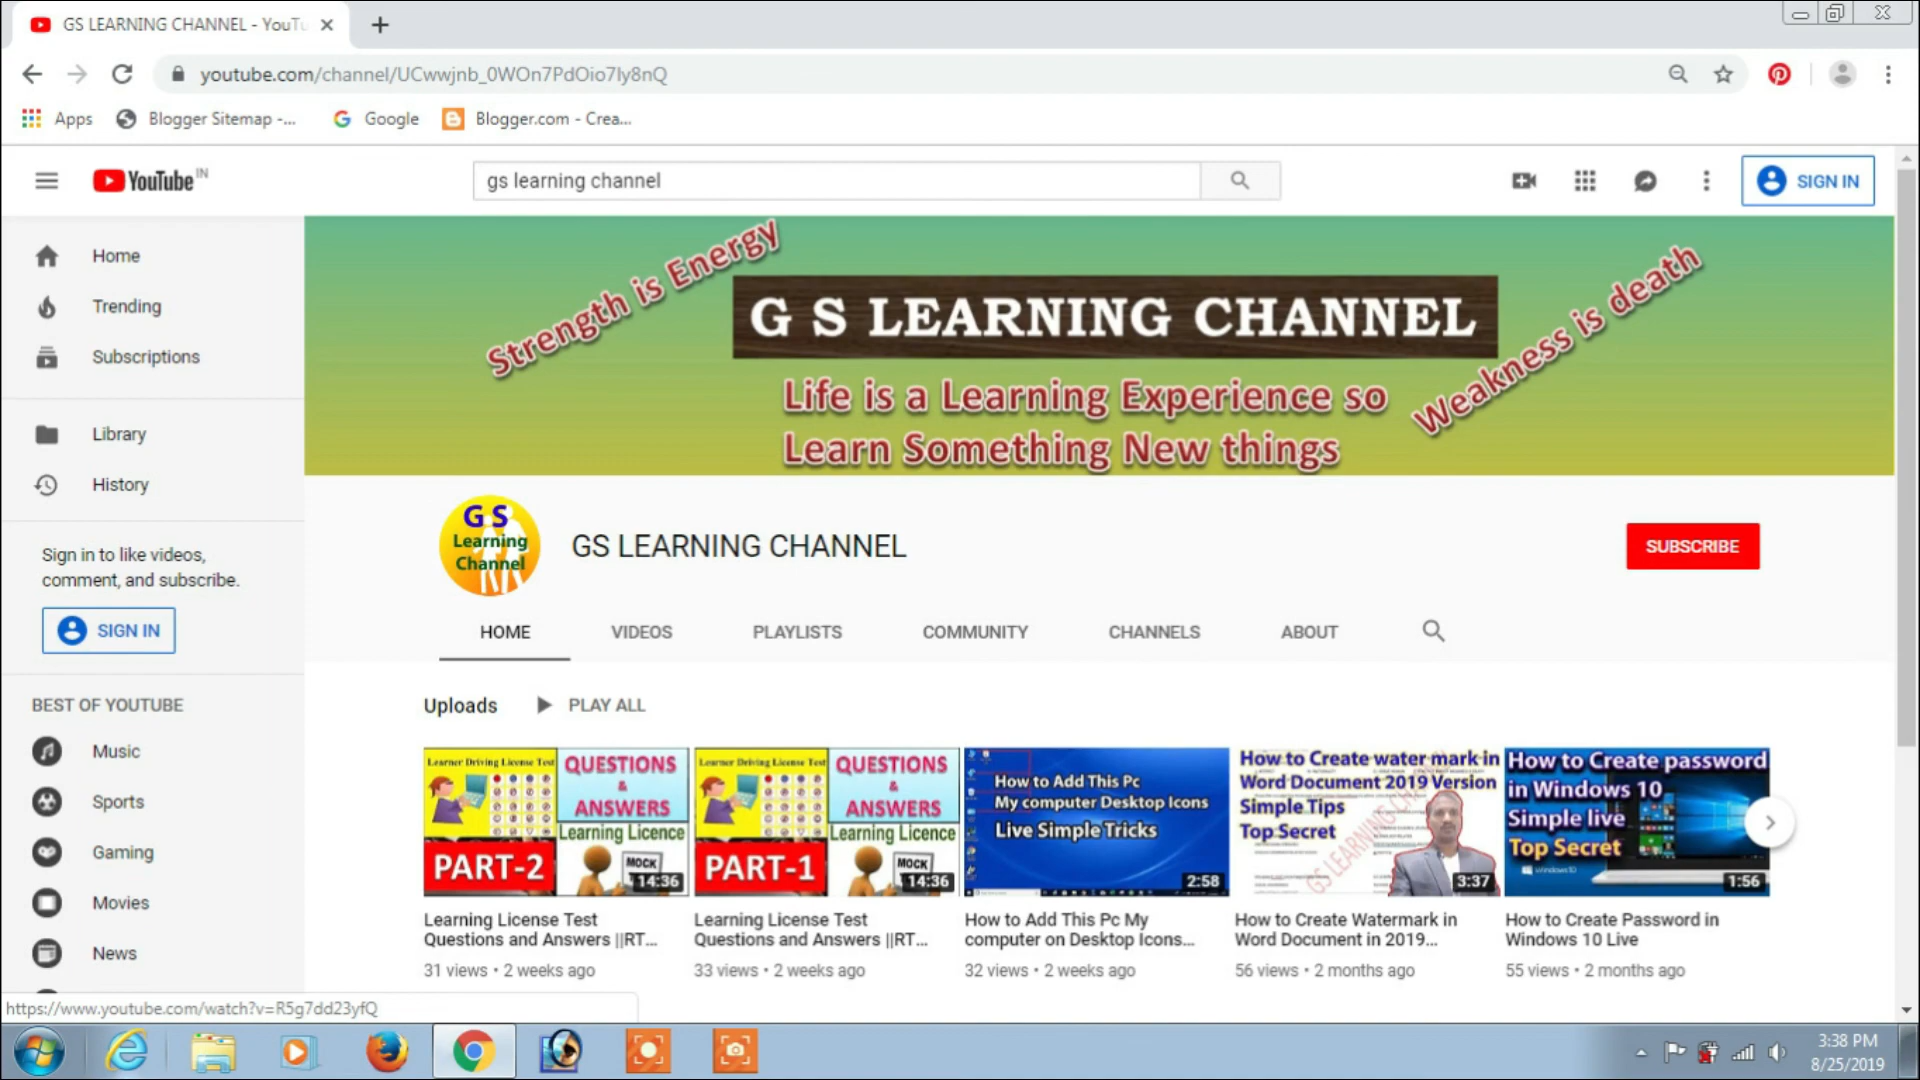 GS LEARNING CHANNEL - YouTu
youtube.com/channel/UCwwjnb_0WOn7PdOio7Iy8nQ
Apps
Blogger Sitemap -...
Google
Blogger.com - Crea...
YouTube IN
gs learning channel
SIGN IN
Home
Trending
Subscriptions
Library
History
Sign in to like videos,
comment, and subscribe.
SIGN IN
BEST OF YOUTUBE
Music
Sports
Gaming
Movies
News
Strength is Energy
G S LEARNING CHANNEL
Weakness is death
Life is a Learning Experience so
Learn Something New things
G S
Learning
Channel
GS LEARNING CHANNEL
SUBSCRIBE
HOME
VIDEOS
PLAYLISTS
COMMUNITY
CHANNELS
ABOUT
Uploads
PLAY ALL
Learner Driving License Test
QUESTIONS
&
ANSWERS
Learning Licence
PART-2
MOCK
14:36
Learning License Test
Questions and Answers ||RT...
31 views • 2 weeks ago
Learner Driving License Test
QUESTIONS
&
ANSWERS
Learning Licence
PART-1
MOCK
14:36
Learning License Test
Questions and Answers ||RT...
33 views • 2 weeks ago
How to Add This Pc
My computer Desktop Icons
Live Simple Tricks
2:58
How to Add This Pc My
computer on Desktop Icons...
32 views • 2 weeks ago
How to Create water mark in
Word Document 2019 Version
Simple Tips
Top Secret
3:37
How to Create Watermark in
Word Document in 2019...
56 views • 2 months ago
How to Create password
in Windows 10
Simple live
Top Secret
windows10
1:56
How to Create Password in
Windows 10 Live
55 views • 2 months ago
https://www.youtube.com/watch?v=R5g7dd23yfQ
3:38 PM
8/25/2019